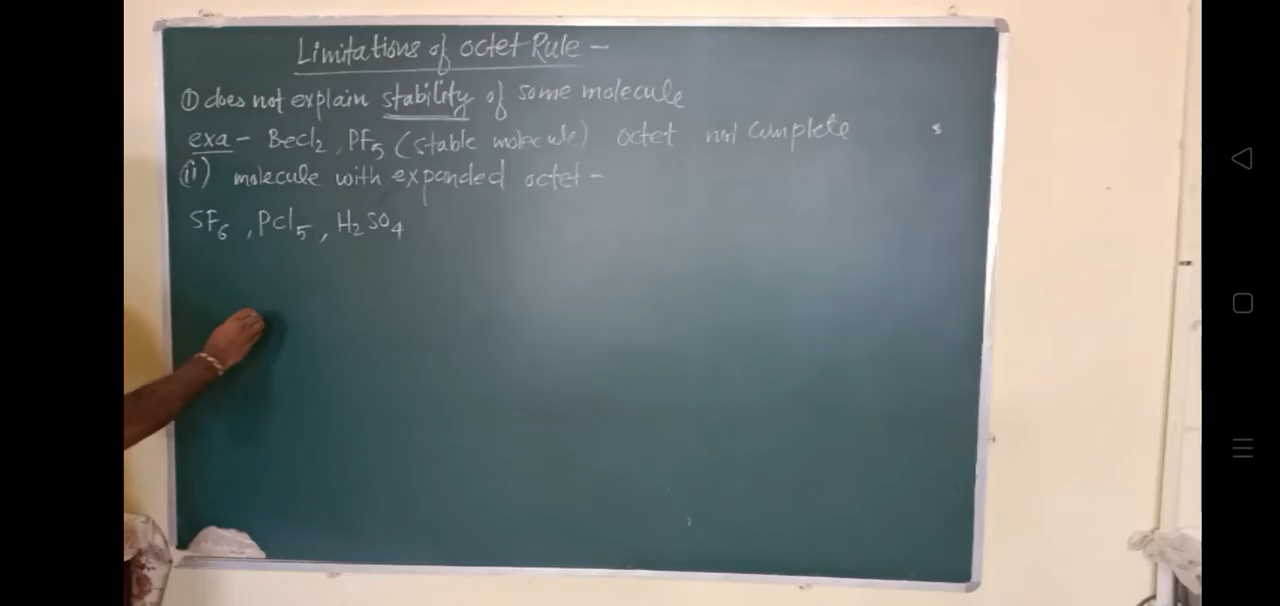 Limitations of octet Rule –
① does not explain stability of some molecule
exa – BeCl2, PF5 (stable molecule) octet not complete
(ii) molecule with expanded octet –
SF6, PCl5, H2SO4